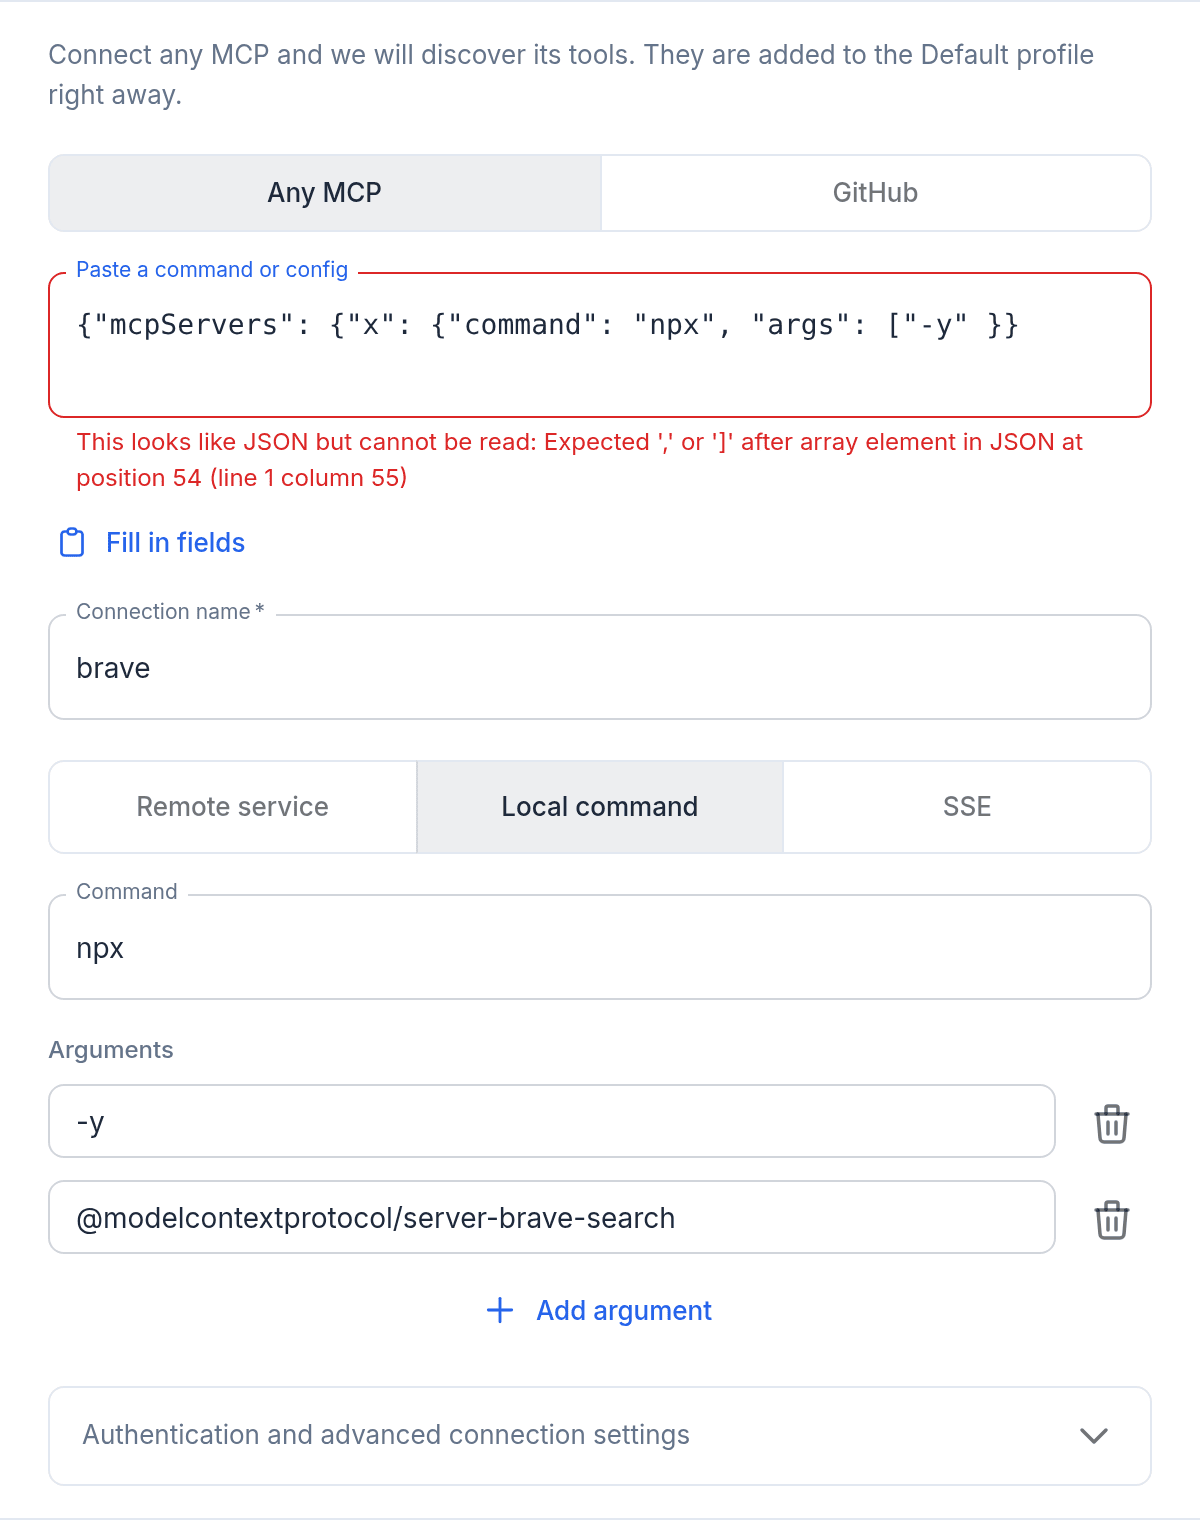 Connect any MCP and we will discover its tools. They are added to the Default profile
right away.
Any MCP
GitHub
Paste a command or config
{"mcpServers": {"x": {"command": "npx", "args": ["-y" }}
This looks like JSON but cannot be read: Expected ',' or ']' after array element in JSON at
position 54 (line 1 column 55)
Fill in fields
Connection name *
brave
Remote service
Local command
SSE
Command
npx
Arguments
-y
@modelcontextprotocol/server-brave-search
Add argument
Authentication and advanced connection settings